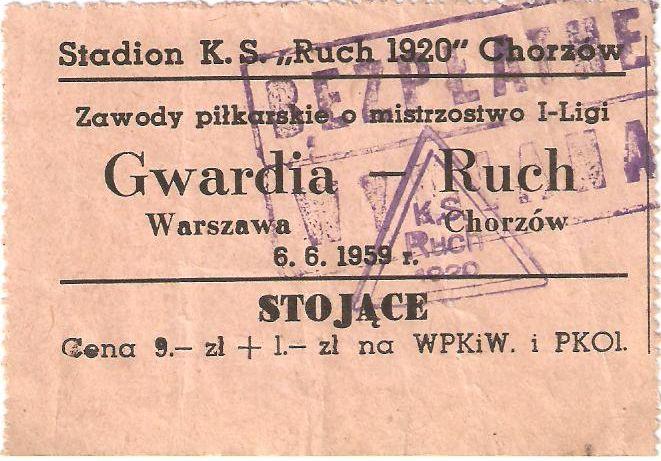 Stadion K. S. „Ruch 1920” Chorzów
Zawody piłkarskie o mistrzostwo I-Ligi
Gwardia — Ruch
Warszawa Chorzów
6. 6. 1959 r.
STOJĄCE
Cena 9.— zł + 1.— zł na WPKiW. i PKOl.
BEZPŁATNE
K.S.
Ruch
1920